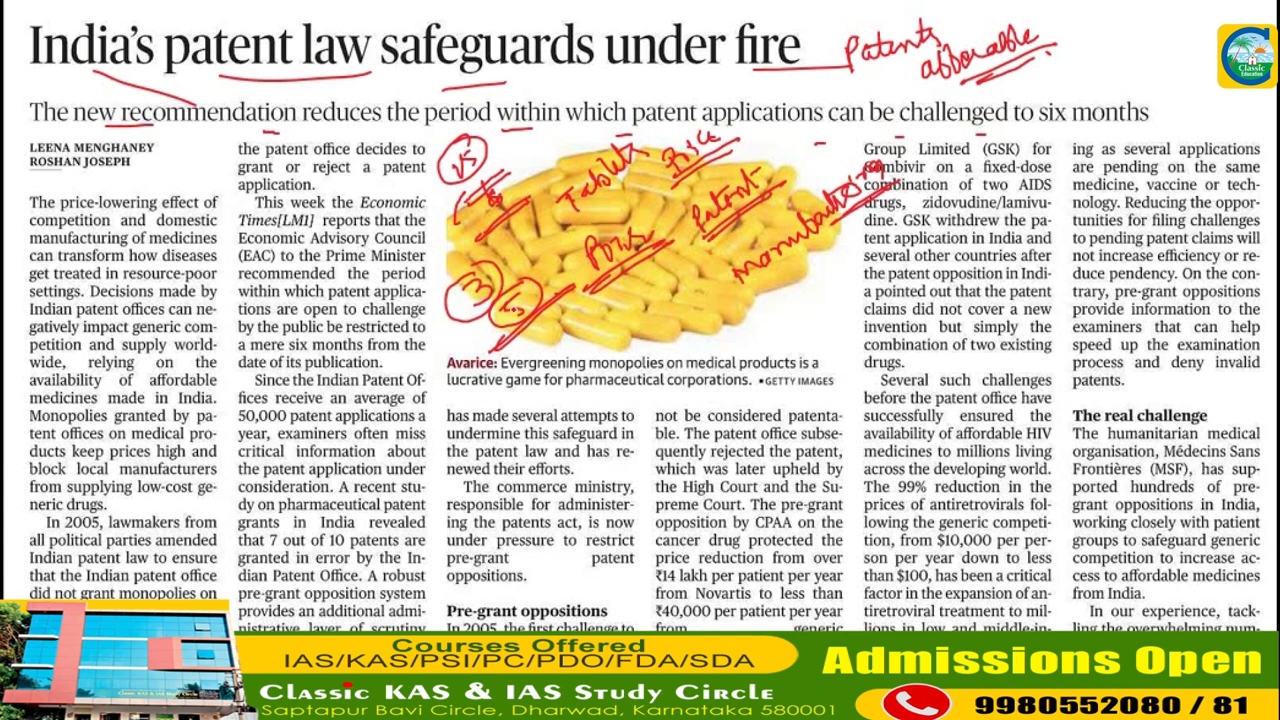 India's patent law safeguards under fire
Patents
affordable
The new recommendation reduces the period within which patent applications can be challenged to six months
LEENA MENGHANEY
ROSHAN JOSEPH
The price-lowering effect of
competition and domestic
manufacturing of medicines
can transform how diseases
get treated in resource-poor
settings. Decisions made by
Indian patent offices can ne-
gatively impact generic com-
petition and supply world-
wide, relying on the
availability of affordable
medicines made in India.
Monopolies granted by pa-
tent offices on medical pro-
ducts keep prices high and
block local manufacturers
from supplying low-cost ge-
neric drugs.
In 2005, lawmakers from
all political parties amended
Indian patent law to ensure
that the Indian patent office
did not grant monopolies on
the patent office decides to
grant or reject a patent
application.
This week the Economic
Times[LM1] reports that the
Economic Advisory Council
(EAC) to the Prime Minister
recommended the period
within which patent applica-
tions are open to challenge
by the public be restricted to
a mere six months from the
date of its publication.
Since the Indian Patent Of-
fices receive an average of
50,000 patent applications a
year, examiners often miss
critical information about
the patent application under
consideration. A recent stu-
dy on pharmaceutical patent
grants in India revealed
that 7 out of 10 patents are
granted in error by the In-
dian Patent Office. A robust
pre-grant opposition system
provides an additional admi-
nistrative layer of scrutiny
Tablets
Price
Patent
Avarice: Evergreening monopolies on medical products is a
lucrative game for pharmaceutical corporations. ▪GETTY IMAGES
has made several attempts to
undermine this safeguard in
the patent law and has re-
newed their efforts.
The commerce ministry,
responsible for administer-
ing the patents act, is now
under pressure to restrict
pre-grant patent
oppositions.
Pre-grant oppositions
In 2005, the first challenge to
not be considered patenta-
ble. The patent office subse-
quently rejected the patent,
which was later upheld by
the High Court and the Su-
preme Court. The pre-grant
opposition by CPAA on the
cancer drug protected the
price reduction from over
₹14 lakh per patient per year
from Novartis to less than
₹40,000 per patient per year
from generic
Group Limited (GSK) for
Combivir on a fixed-dose
combination of two AIDS
drugs, zidovudine/lamivu-
dine. GSK withdrew the pa-
tent application in India and
several other countries after
the patent opposition in Indi-
a pointed out that the patent
claims did not cover a new
invention but simply the
combination of two existing
drugs.
Several such challenges
before the patent office have
successfully ensured the
availability of affordable HIV
medicines to millions living
across the developing world.
The 99% reduction in the
prices of antiretrovirals fol-
lowing the generic competi-
tion, from $10,000 per per-
son per year down to less
than $100, has been a critical
factor in the expansion of an-
tiretroviral treatment to mil-
lions in low and middle-in-
ing as several applications
are pending on the same
medicine, vaccine or tech-
nology. Reducing the oppor-
tunities for filing challenges
to pending patent claims will
not increase efficiency or re-
duce pendency. On the con-
trary, pre-grant oppositions
provide information to the
examiners that can help
speed up the examination
process and deny invalid
patents.
The real challenge
The humanitarian medical
organisation, Médecins Sans
Frontières (MSF), has sup-
ported hundreds of pre-
grant oppositions in India,
working closely with patient
groups to safeguard generic
competition to increase ac-
cess to affordable medicines
from India.
In our experience, tack-
ling the overwhelming num-
Classic
Education
Courses Offered
IAS/KAS/PSI/PC/PDO/FDA/SDA
Classic KAS & IAS Study Circle
Saptapur Bavi Circle, Dharwad, Karnataka 580001
Admissions Open
9980552080 / 81